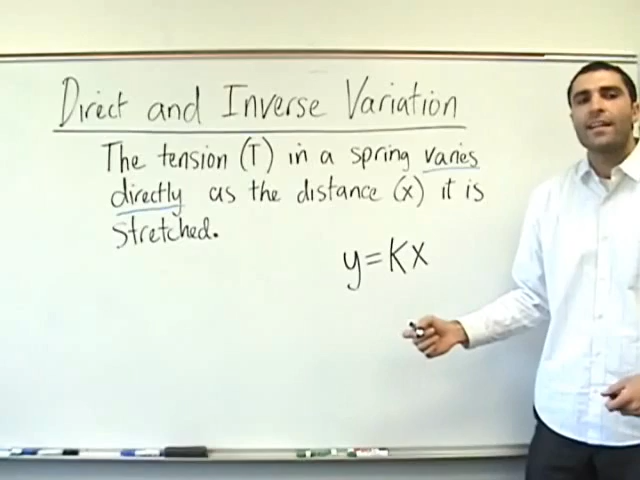 Direct and Inverse Variation
The tension (T) in a spring varies
directly as the distance (x) it is
stretched.
y=Kx